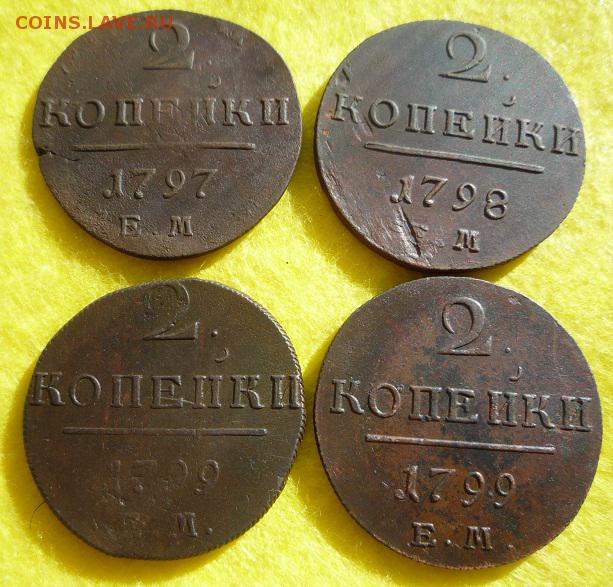 COINS.LAVE.RU
2.
КОПЕЙКИ
1797
Е.М
2.
КОПЕЙКИ
1798
Е.М
2.
КОПЕЙКИ
1799
Е.М.
2.
КОПЕЙКИ
1799
Е.М.